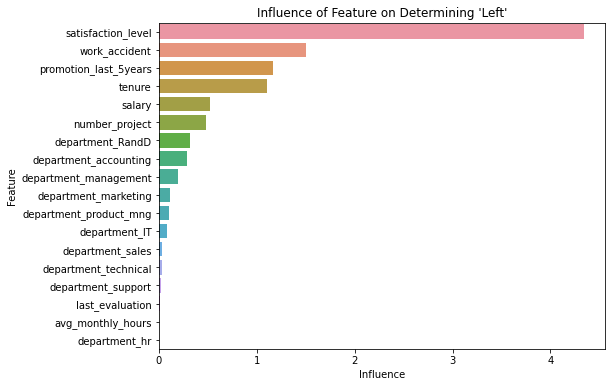 Influence of Feature on Determining 'Left'
satisfaction_level
work_accident
promotion_last_5years
tenure
salary
number_project
department_RandD
department_accounting
department_management
department_marketing
department_product_mng
department_IT
department_sales
department_technical
department_support
last_evaluation
avg_monthly_hours
department_hr
Feature
0 1 2 3 4
Influence